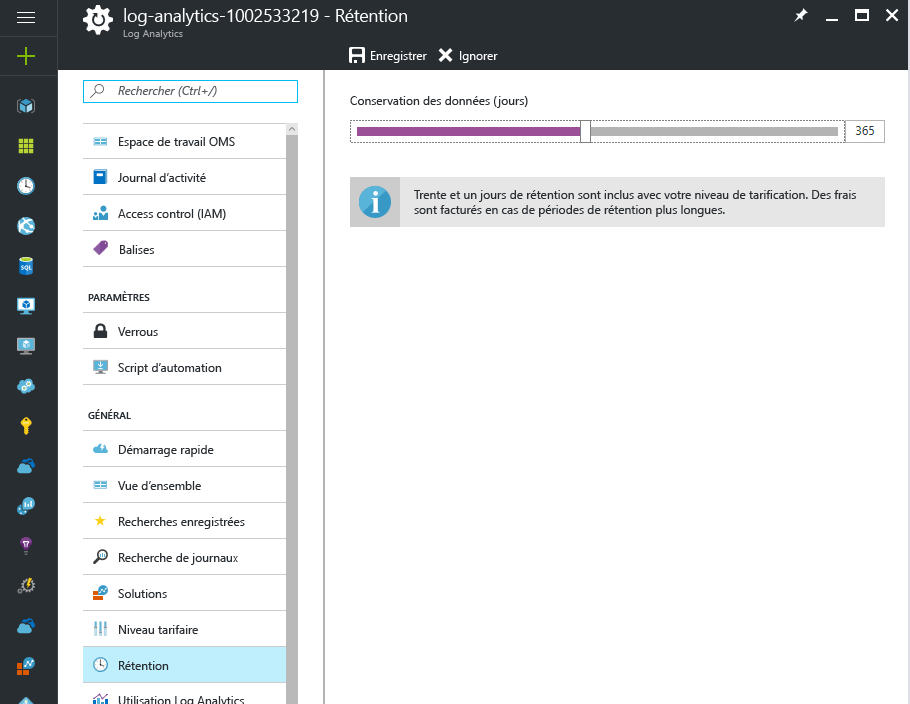 log-analytics-1002533219 - Rétention
Log Analytics
Enregistrer
Ignorer
Rechercher (Ctrl+/)
Espace de travail OMS
Journal d'activité
Access control (IAM)
Balises
PARAMÈTRES
Verrous
Script d'automation
GÉNÉRAL
Démarrage rapide
Vue d'ensemble
Recherches enregistrées
Recherche de journaux
Solutions
Niveau tarifaire
Rétention
Utilisation Log Analytics
Conservation des données (jours)
365
Trente et un jours de rétention sont inclus avec votre niveau de tarification. Des frais
sont facturés en cas de périodes de rétention plus longues.
SQL